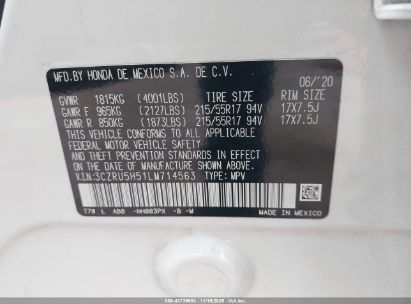 MFD.BY HONDA DE MEXICO S.A. DE C.V. 06/'20
GVWR 1815KG (4001LBS) TIRE SIZE RIM SIZE
GAWR F 965KG (2127LBS) 215/55R17 94V 17X7.5J
GAWR R 850KG (1873LBS) 215/55R17 94V 17X7.5J
THIS VEHICLE CONFORMS TO ALL APPLICABLE
FEDERAL MOTOR VEHICLE SAFETY AND THEFT
PREVENTION STANDARDS IN EFFECT ON THE DATE
OF MANUFACTURE SHOWN ABOVE.
V.I.N:3CZRU5H51LM714563 TYPE: MPV
T7W L ABB -NH883PX -B -M
MADE IN MEXICO